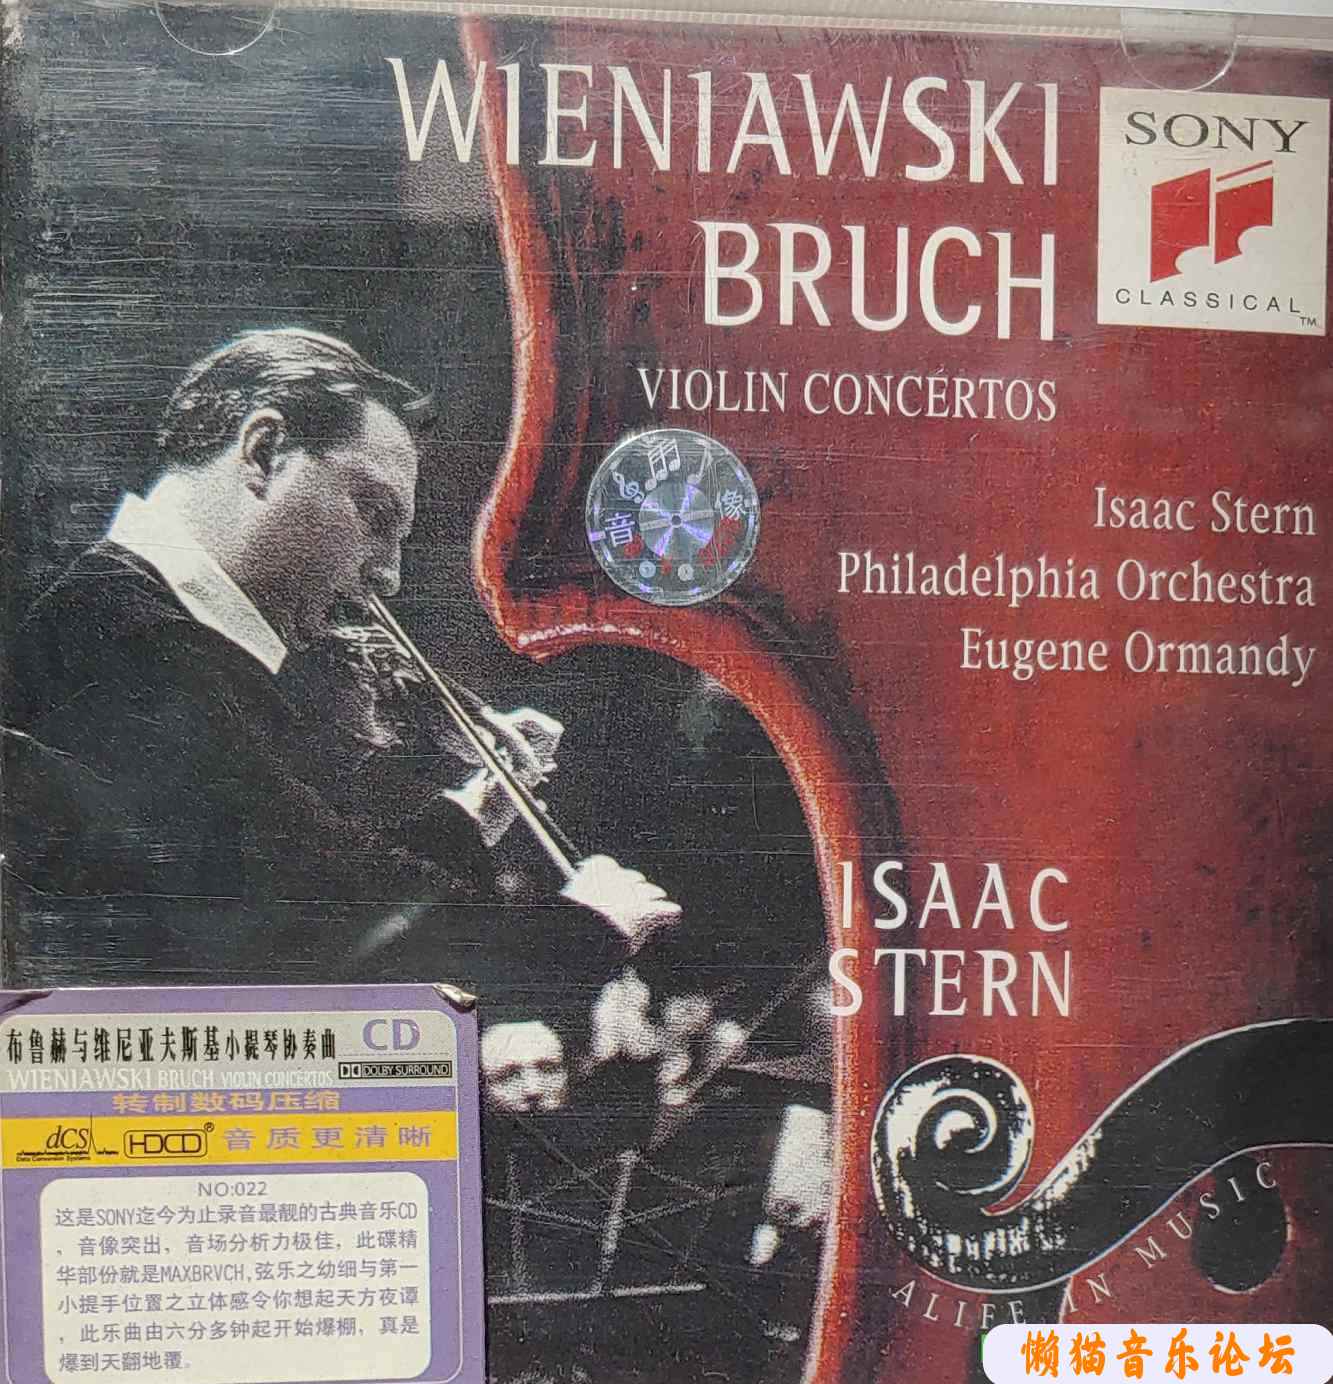 WIENIAWSKI
BRUCH
VIOLIN CONCERTOS
SONY
CLASSICAL™
Isaac Stern
Philadelphia Orchestra
Eugene Ormandy
音
像
ISAAC
STERN
A LIFE IN MUSIC
布鲁赫与维尼亚夫斯基小提琴协奏曲
CD
WIENIAWSKI BRUCH VIOLIN CONCERTOS
DOLBY SURROUND
转制数码压缩
dCS
Data Conversion Systems
HDCD®
音质更清晰
NO:022
这是SONY迄今为止录音最靓的古典音乐CD
，音像突出，音场分析力极佳，此碟精
华部份就是MAXBRVCH,弦乐之幼细与第一
小提手位置之立体感令你想起天方夜谭
，此乐曲由六分多钟起开始爆棚，真是
爆到天翻地覆。
懒猫音乐论坛